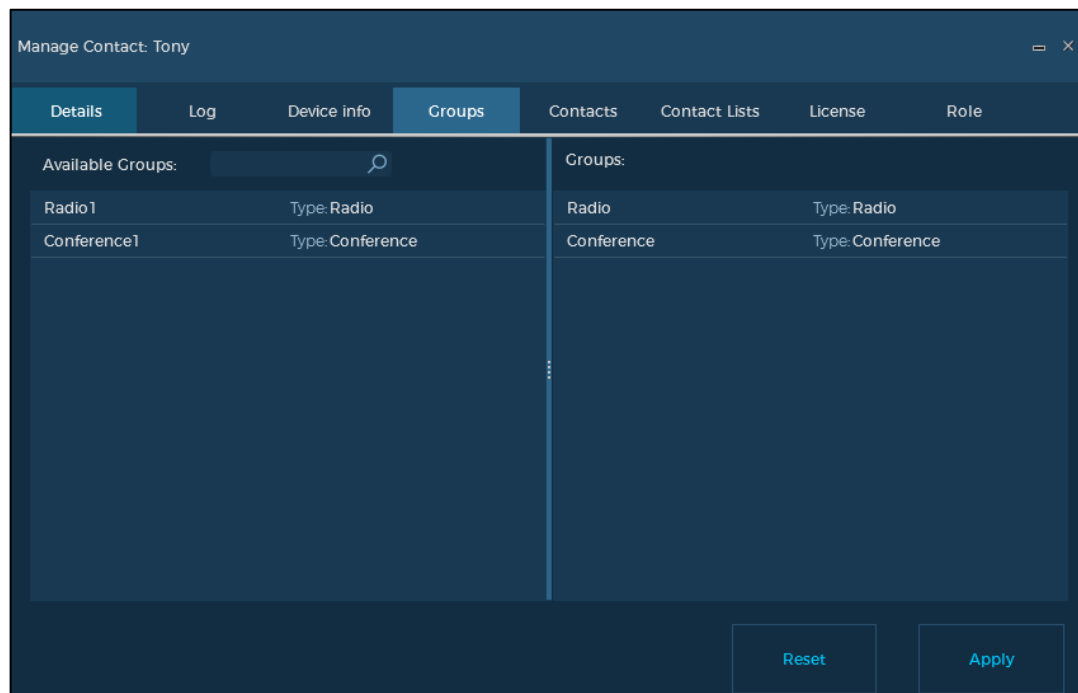 Manage Contact: Tony
Details Log Device info Groups Contacts Contact Lists License Role
Available Groups:
Radio1 Type: Radio
Conference1 Type: Conference
Groups:
Radio Type: Radio
Conference Type: Conference
Reset Apply